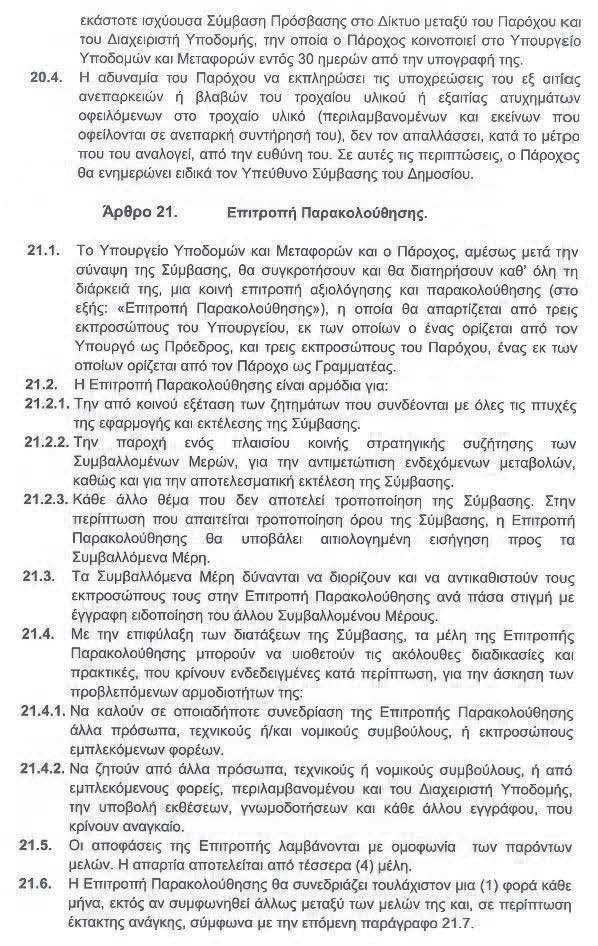 εκάστοτε ισχύουσα Σύμβαση Πρόσβασης στο Δίκτυο μεταξύ του Παρόχου και
του Διαχειριστή Υποδομής, την οποία ο Πάροχος κοινοποιεί στο Υπουργείο
Υποδομών και Μεταφορών εντός 30 ημερών από την υπογραφή της.
20.4. Η αδυναμία του Παρόχου να εκπληρώσει τις υποχρεώσεις του εξ αιτίας
ανεπαρκειών ή βλαβών του τροχαίου υλικού ή εξαιτίας ατυχημάτων
οφειλόμενων στο τροχαίο υλικό (περιλαμβανομένων και εκείνων που
οφείλονται σε ανεπαρκή συντήρησή του), δεν τον απαλλάσσει, κατά το μέτρο
που του αναλογεί, από την ευθύνη του. Σε αυτές τις περιπτώσεις, ο Πάροχος
θα ενημερώνει ειδικά τον Υπεύθυνο Σύμβασης του Δημοσίου.
Άρθρο 21. Επιτροπή Παρακολούθησης.
21.1. Το Υπουργείο Υποδομών και Μεταφορών και ο Πάροχος, αμέσως μετά την
σύναψη της Σύμβασης, θα συγκροτήσουν και θα διατηρήσουν καθ' όλη τη
διάρκειά της, μια κοινή επιτροπή αξιολόγησης και παρακολούθησης (στο
εξής: «Επιτροπή Παρακολούθησης»), η οποία θα απαρτίζεται από τρεις
εκπροσώπους του Υπουργείου, εκ των οποίων ο ένας ορίζεται από τον
Υπουργό ως Πρόεδρος, και τρεις εκπροσώπους του Παρόχου, ένας εκ των
οποίων ορίζεται από τον Πάροχο ως Γραμματέας.
21.2. Η Επιτροπή Παρακολούθησης είναι αρμόδια για:
21.2.1. Την από κοινού εξέταση των ζητημάτων που συνδέονται με όλες τις πτυχές
της εφαρμογής και εκτέλεσης της Σύμβασης.
21.2.2. Την παροχή ενός πλαισίου κοινής στρατηγικής συζήτησης των
Συμβαλλομένων Μερών, για την αντιμετώπιση ενδεχόμενων μεταβολών,
καθώς και για την αποτελεσματική εκτέλεση της Σύμβασης.
21.2.3. Κάθε άλλο θέμα που δεν αποτελεί τροποποίηση της Σύμβασης. Στην
περίπτωση που απαιτείται τροποποίηση όρου της Σύμβασης, η Επιτροπή
Παρακολούθησης θα υποβάλει αιτιολογημένη εισήγηση προς τα
Συμβαλλόμενα Μέρη.
21.3. Τα Συμβαλλόμενα Μέρη δύνανται να διορίζουν και να αντικαθιστούν τους
εκπροσώπους τους στην Επιτροπή Παρακολούθησης ανά πάσα στιγμή με
έγγραφη ειδοποίηση του άλλου Συμβαλλομένου Μέρους.
21.4. Με την επιφύλαξη των διατάξεων της Σύμβασης, τα μέλη της Επιτροπής
Παρακολούθησης μπορούν να υιοθετούν τις ακόλουθες διαδικασίες και
πρακτικές, που κρίνουν ενδεδειγμένες κατά περίπτωση, για την άσκηση των
προβλεπόμενων αρμοδιοτήτων της:
21.4.1. Να καλούν σε οποιαδήποτε συνεδρίαση της Επιτροπής Παρακολούθησης
άλλα πρόσωπα, τεχνικούς ή/και νομικούς συμβούλους, ή εκπροσώπους
εμπλεκόμενων φορέων.
21.4.2. Να ζητούν από άλλα πρόσωπα, τεχνικούς ή νομικούς συμβούλους, ή από
εμπλεκόμενους φορείς, περιλαμβανομένου και του Διαχειριστή Υποδομής,
την υποβολή εκθέσεων, γνωμοδοτήσεων και κάθε άλλου εγγράφου, που
κρίνουν αναγκαίο.
21.5. Οι αποφάσεις της Επιτροπής λαμβάνονται με ομοφωνία των παρόντων
μελών. Η απαρτία αποτελείται από τέσσερα (4) μέλη.
21.6. Η Επιτροπή Παρακολούθησης θα συνεδριάζει τουλάχιστον μια (1) φορά κάθε
μήνα, εκτός αν συμφωνηθεί άλλως μεταξύ των μελών της και, σε περίπτωση
έκτακτης ανάγκης, σύμφωνα με την επόμενη παράγραφο 21.7.